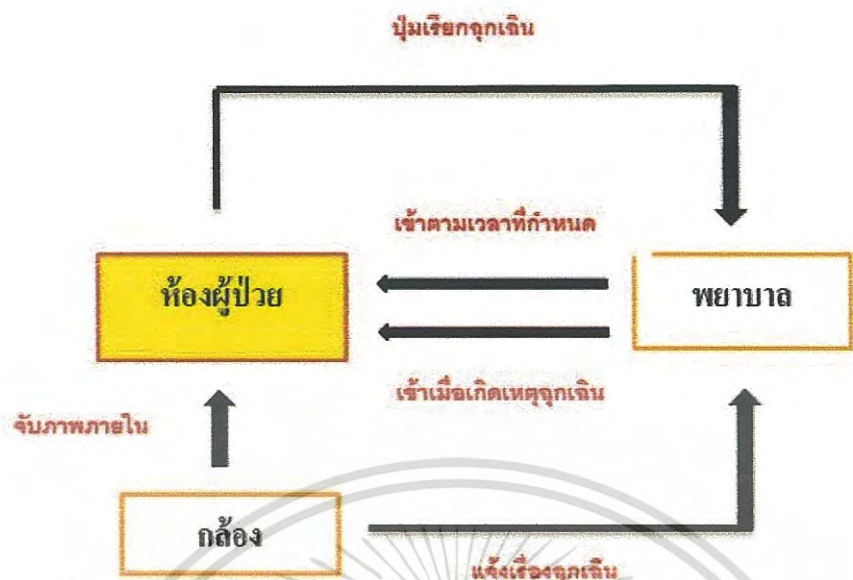 ปุ่มเรียกฉุกเฉิน
เข้าตามเวลาที่กำหนด
ห้องผู้ป่วย
พยาบาล
เข้าเมื่อเกิดเหตุฉุกเฉิน
จับภาพภายใน
กล้อง
แจ้งเรื่องฉุกเฉิน